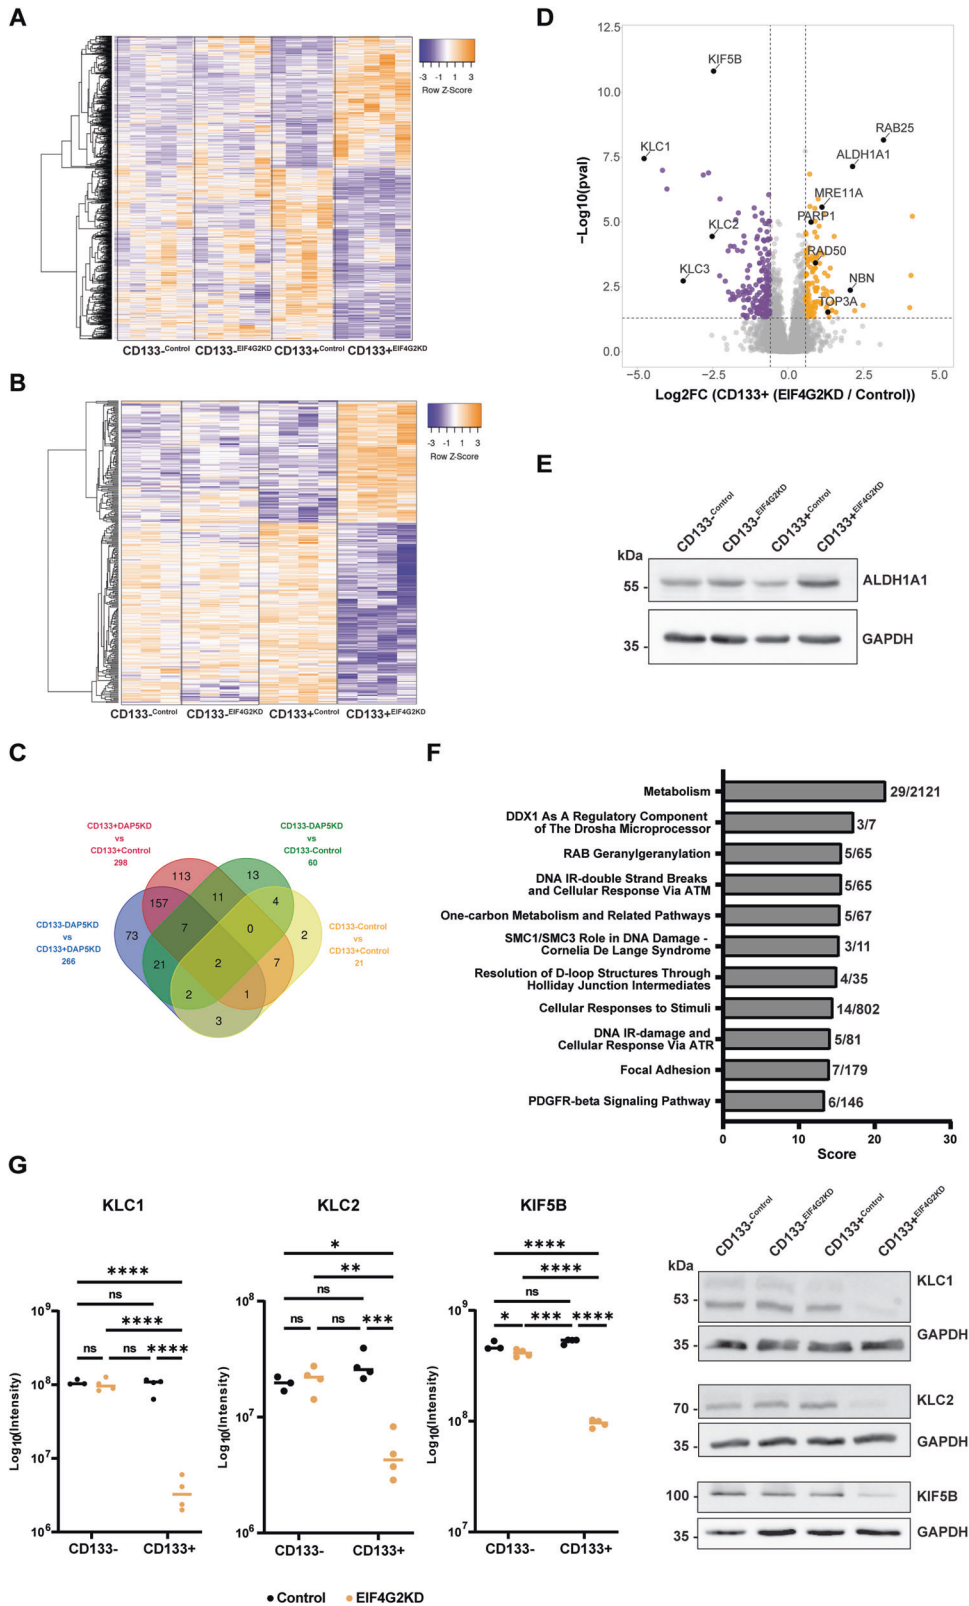 A
-3 -1 1 3
Row Z-Score
CD133-Control
CD133-EIF4G2KD
CD133+Control
CD133+EIF4G2KD
B
-3 -1 1 3
Row Z-Score
CD133-Control
CD133-EIF4G2KD
CD133+Control
CD133+EIF4G2KD
C
CD133+DAP5KD
vs
CD133+Control
298
CD133-DAP5KD
vs
CD133-Control
60
CD133-DAP5KD
vs
CD133+DAP5KD
266
CD133-Control
vs
CD133+Control
21
113
13
157
11
4
73
7
0
2
21
2
7
2
1
3
D
12.5
10.0
7.5
5.0
2.5
0.0
−Log10(pval)
KIF5B
RAB25
KLC1
ALDH1A1
MRE11A
PARP1
KLC2
RAD50
KLC3
NBN
TOP3A
−5.0 −2.5 0.0 2.5 5.0
Log2FC (CD133+ (EIF4G2KD / Control))
E
CD133-Control
CD133-EIF4G2KD
CD133+Control
CD133+EIF4G2KD
kDa
55 -
ALDH1A1
35 -
GAPDH
F
Metabolism
29/2121
DDX1 As A Regulatory Component
of The Drosha Microprocessor
3/7
RAB Geranylgeranylation
5/65
DNA IR-double Strand Breaks
and Cellular Response Via ATM
5/65
One-carbon Metabolism and Related Pathways
5/67
SMC1/SMC3 Role in DNA Damage -
Cornelia De Lange Syndrome
3/11
Resolution of D-loop Structures Through
Holliday Junction Intermediates
4/35
Cellular Responses to Stimuli
14/802
DNA IR-damage and
Cellular Response Via ATR
5/81
Focal Adhesion
7/179
PDGFR-beta Signaling Pathway
6/146
0 10 20 30
Score
G
KLC1
****
ns
****
ns ns ****
10⁹
10⁸
10⁷
10⁶
Log₁₀(Intensity)
CD133- CD133+
KLC2
*
**
ns
ns ns ***
10⁸
10⁷
10⁶
Log₁₀(Intensity)
CD133- CD133+
KIF5B
****
****
ns
* *** ****
10⁹
10⁸
10⁷
Log₁₀(Intensity)
CD133- CD133+
Control EIF4G2KD
CD133-Control
CD133-EIF4G2KD
CD133+Control
CD133+EIF4G2KD
kDa
KLC1
53 -
35 -
GAPDH
70 -
KLC2
35 -
GAPDH
100 -
KIF5B
35 -
GAPDH